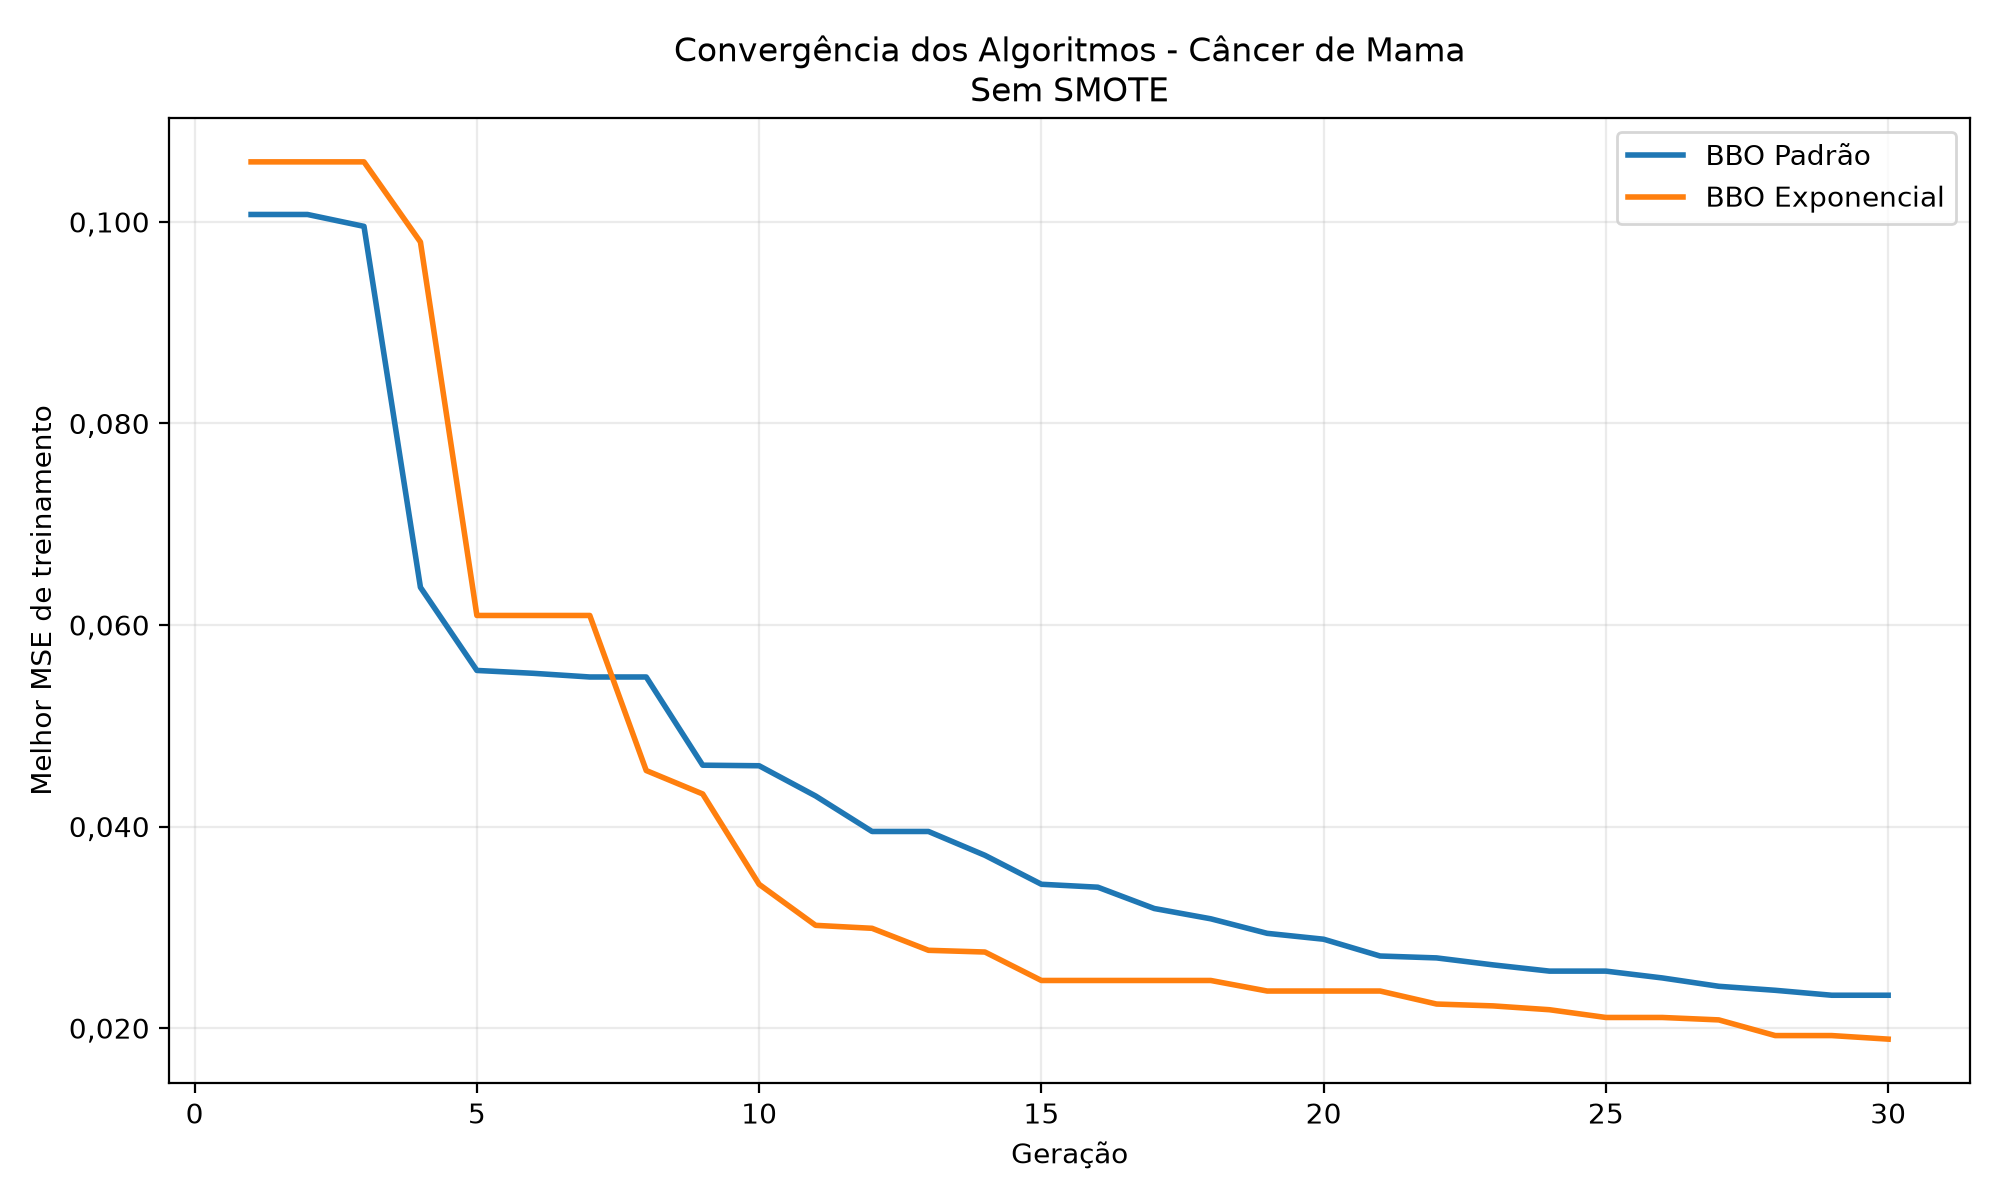 Convergência dos Algoritmos - Câncer de Mama
Sem SMOTE
BBO Padrão
BBO Exponencial
Melhor MSE de treinamento
0,100
0,080
0,060
0,040
0,020
0 5 10 15 20 25 30
Geração